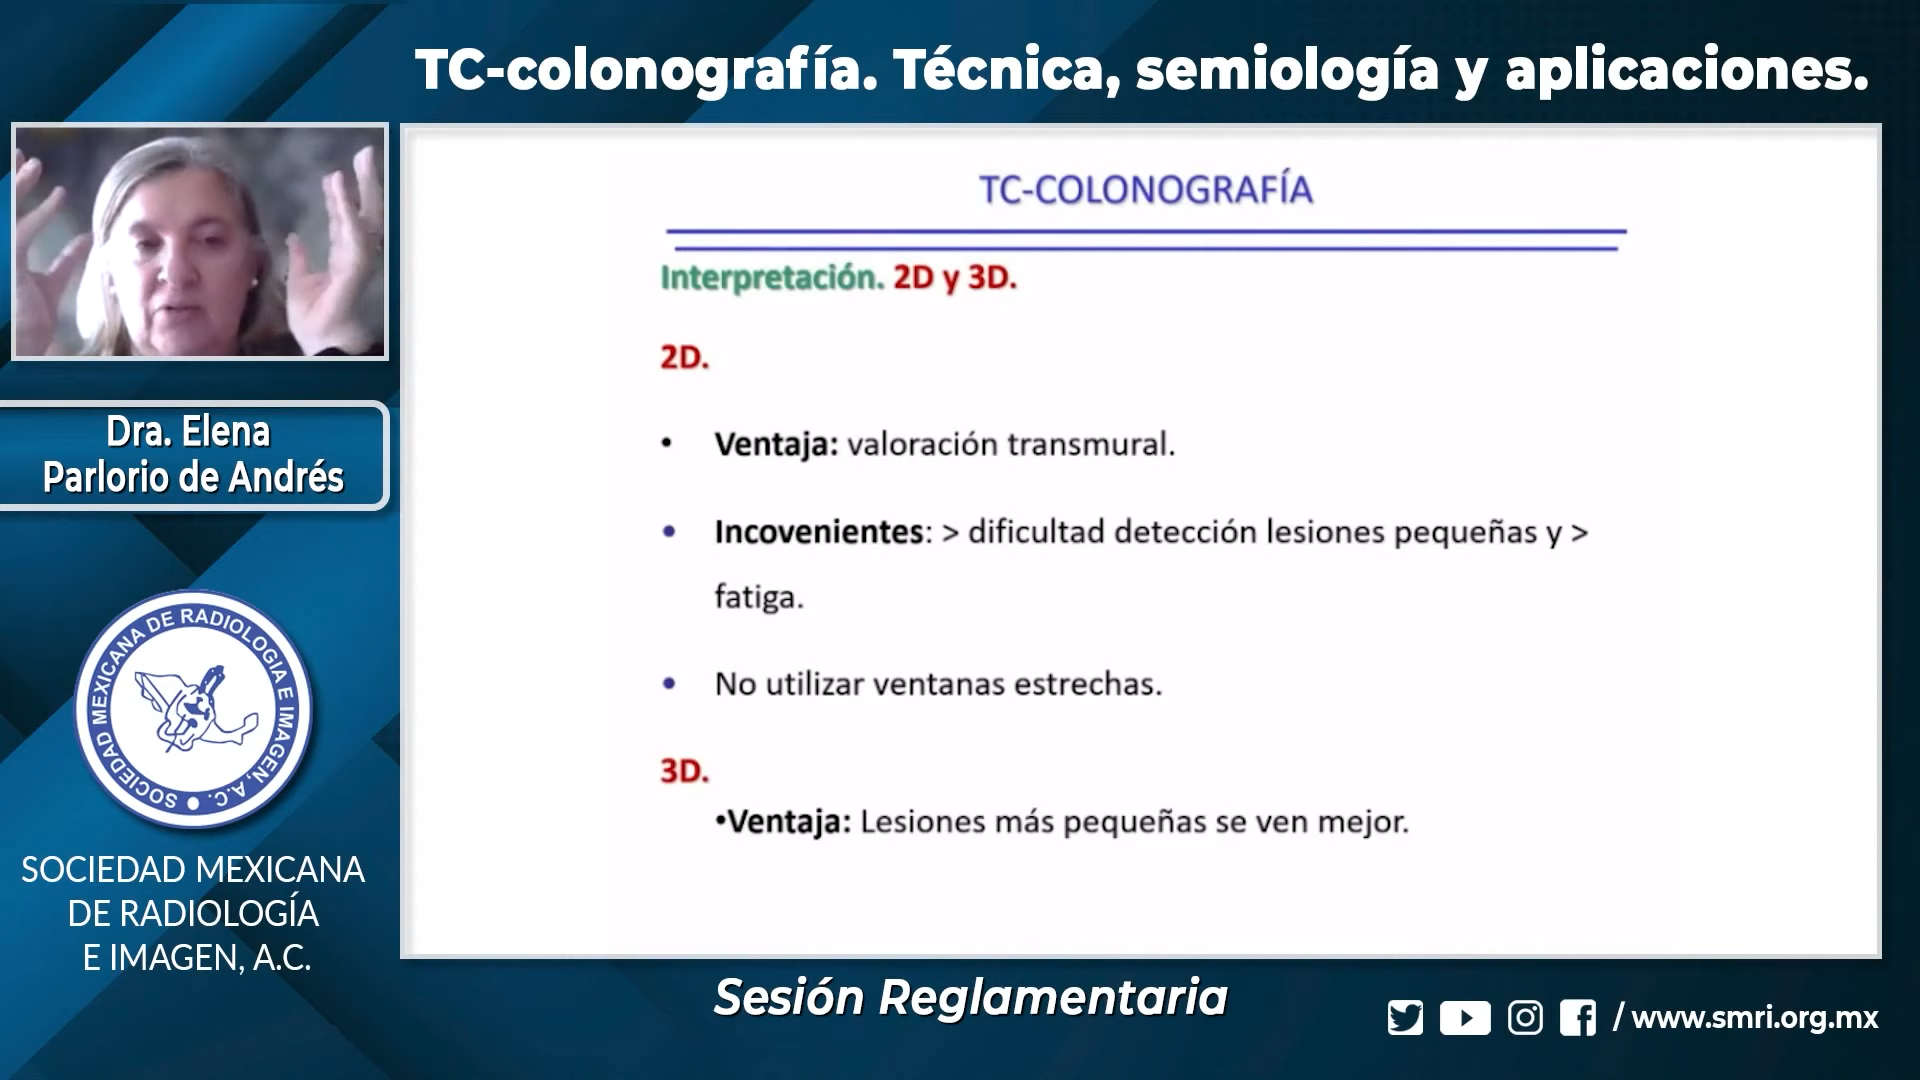 TC-colonografía. Técnica, semiología y aplicaciones.
Dra. Elena
Parlorio de Andrés
SOCIEDAD MEXICANA DE RADIOLOGIA E IMAGEN, A.C.
SOCIEDAD MEXICANA
DE RADIOLOGÍA
E IMAGEN, A.C.
TC-COLONOGRAFÍA
Interpretación. 2D y 3D.
2D.
• Ventaja: valoración transmural.
• Incovenientes: > dificultad detección lesiones pequeñas y >
fatiga.
• No utilizar ventanas estrechas.
3D.
•Ventaja: Lesiones más pequeñas se ven mejor.
Sesión Reglamentaria
/ www.smri.org.mx